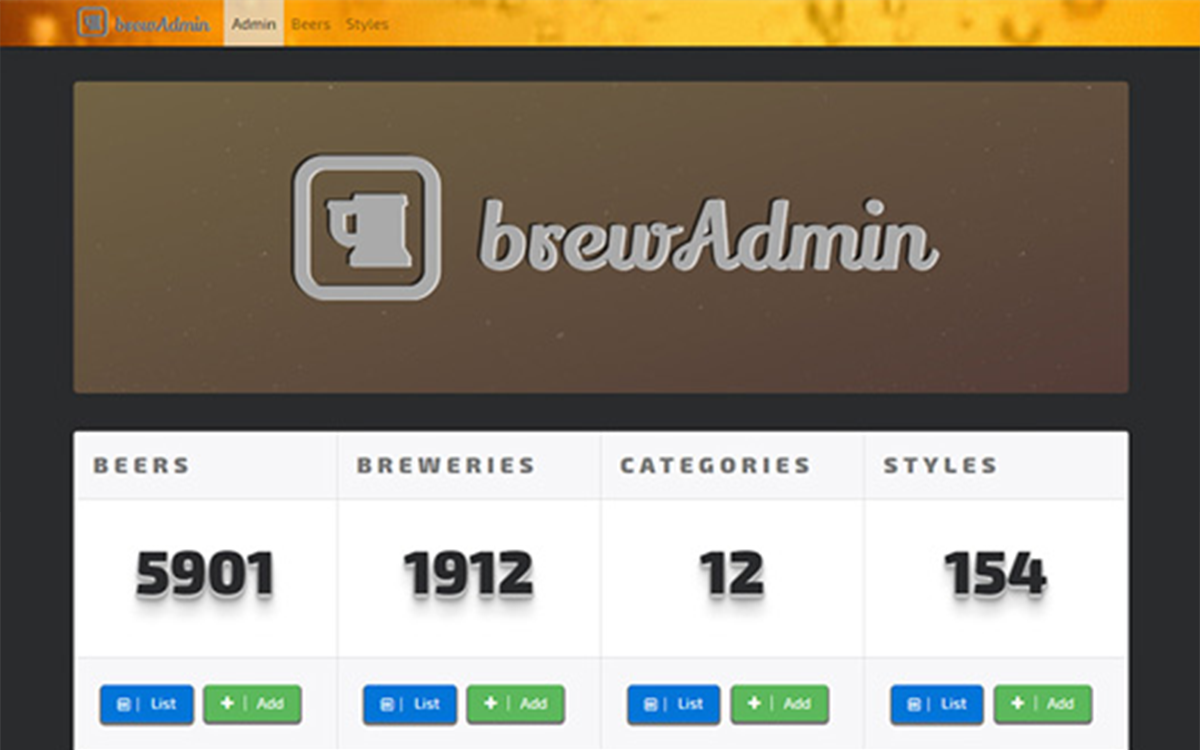 brewAdmin Admin Beers Styles
brewAdmin
BEERS BREWERIES CATEGORIES STYLES
5901 1912 12 154
List Add List Add List Add List Add